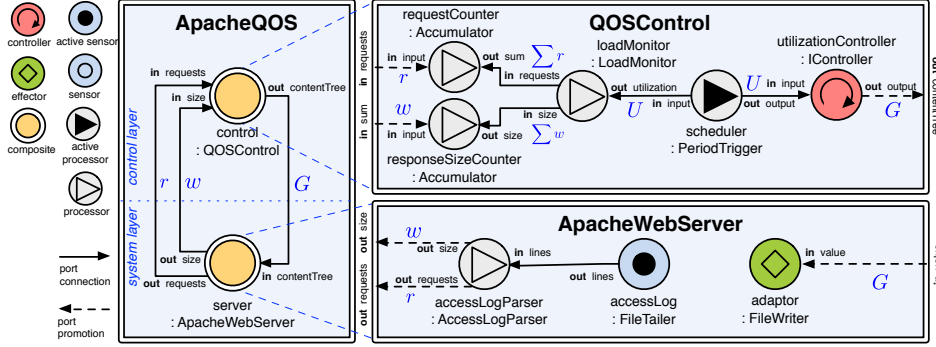 controller
active sensor
effector
sensor
composite
active
processor
processor
port
connection
port
promotion
ApacheQOS
control layer
system layer
in requests
in size
out contentTree
control
: QOSControl
r
w
G
out size
out requests
in contentTree
server
: ApacheWebServer
QOSControl
requestCounter
: Accumulator
in requests
in input
r
out sum
∑ r
in requests
loadMonitor
: LoadMonitor
utilizationController
: IController
in sum
w
in input
out size
∑ w
in size
responseSizeCounter
: Accumulator
out utilization
U
in input
scheduler
: PeriodTrigger
U
in input
out output
out output
G
ApacheWebServer
out size
w
out size
out requests
out requests
r
in lines
out lines
accessLogParser
: AccessLogParser
accessLog
: FileTailer
in value
G
adaptor
: FileWriter